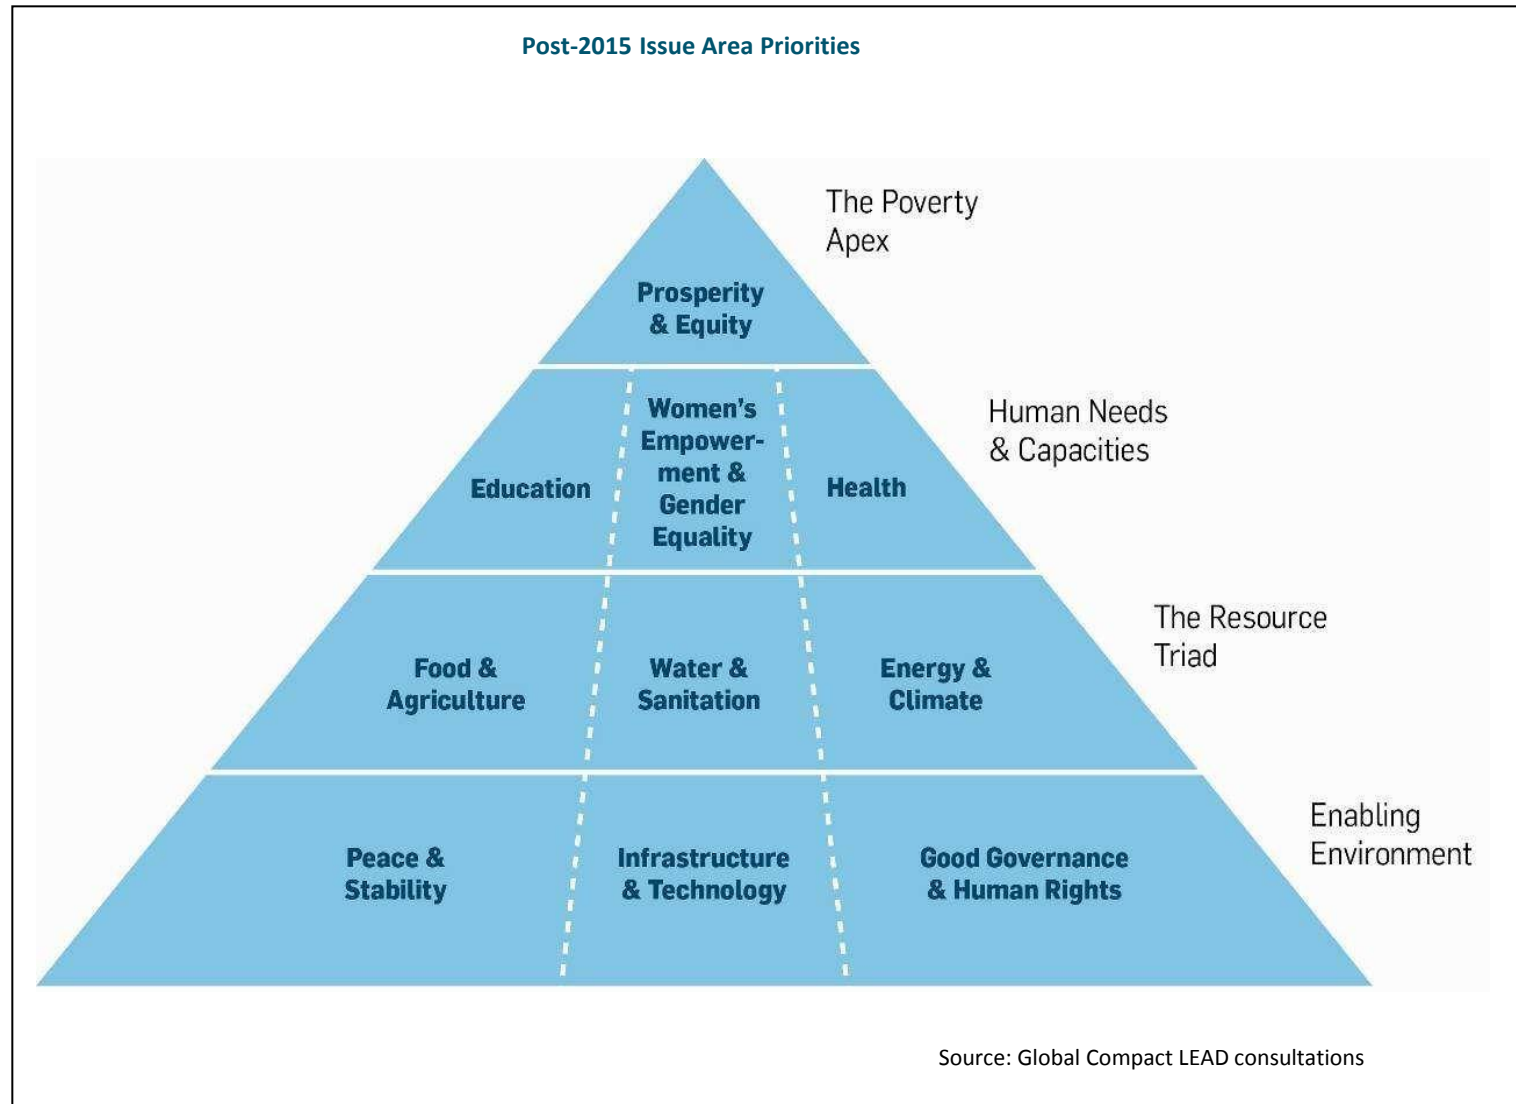 Post-2015 Issue Area Priorities
The Poverty
Apex
Prosperity
& Equity
Human Needs
& Capacities
Education
Women's
Empower-
ment &
Gender
Equality
Health
The Resource
Triad
Food &
Agriculture
Water &
Sanitation
Energy &
Climate
Enabling
Environment
Peace &
Stability
Infrastructure
& Technology
Good Governance
& Human Rights
Source: Global Compact LEAD consultations